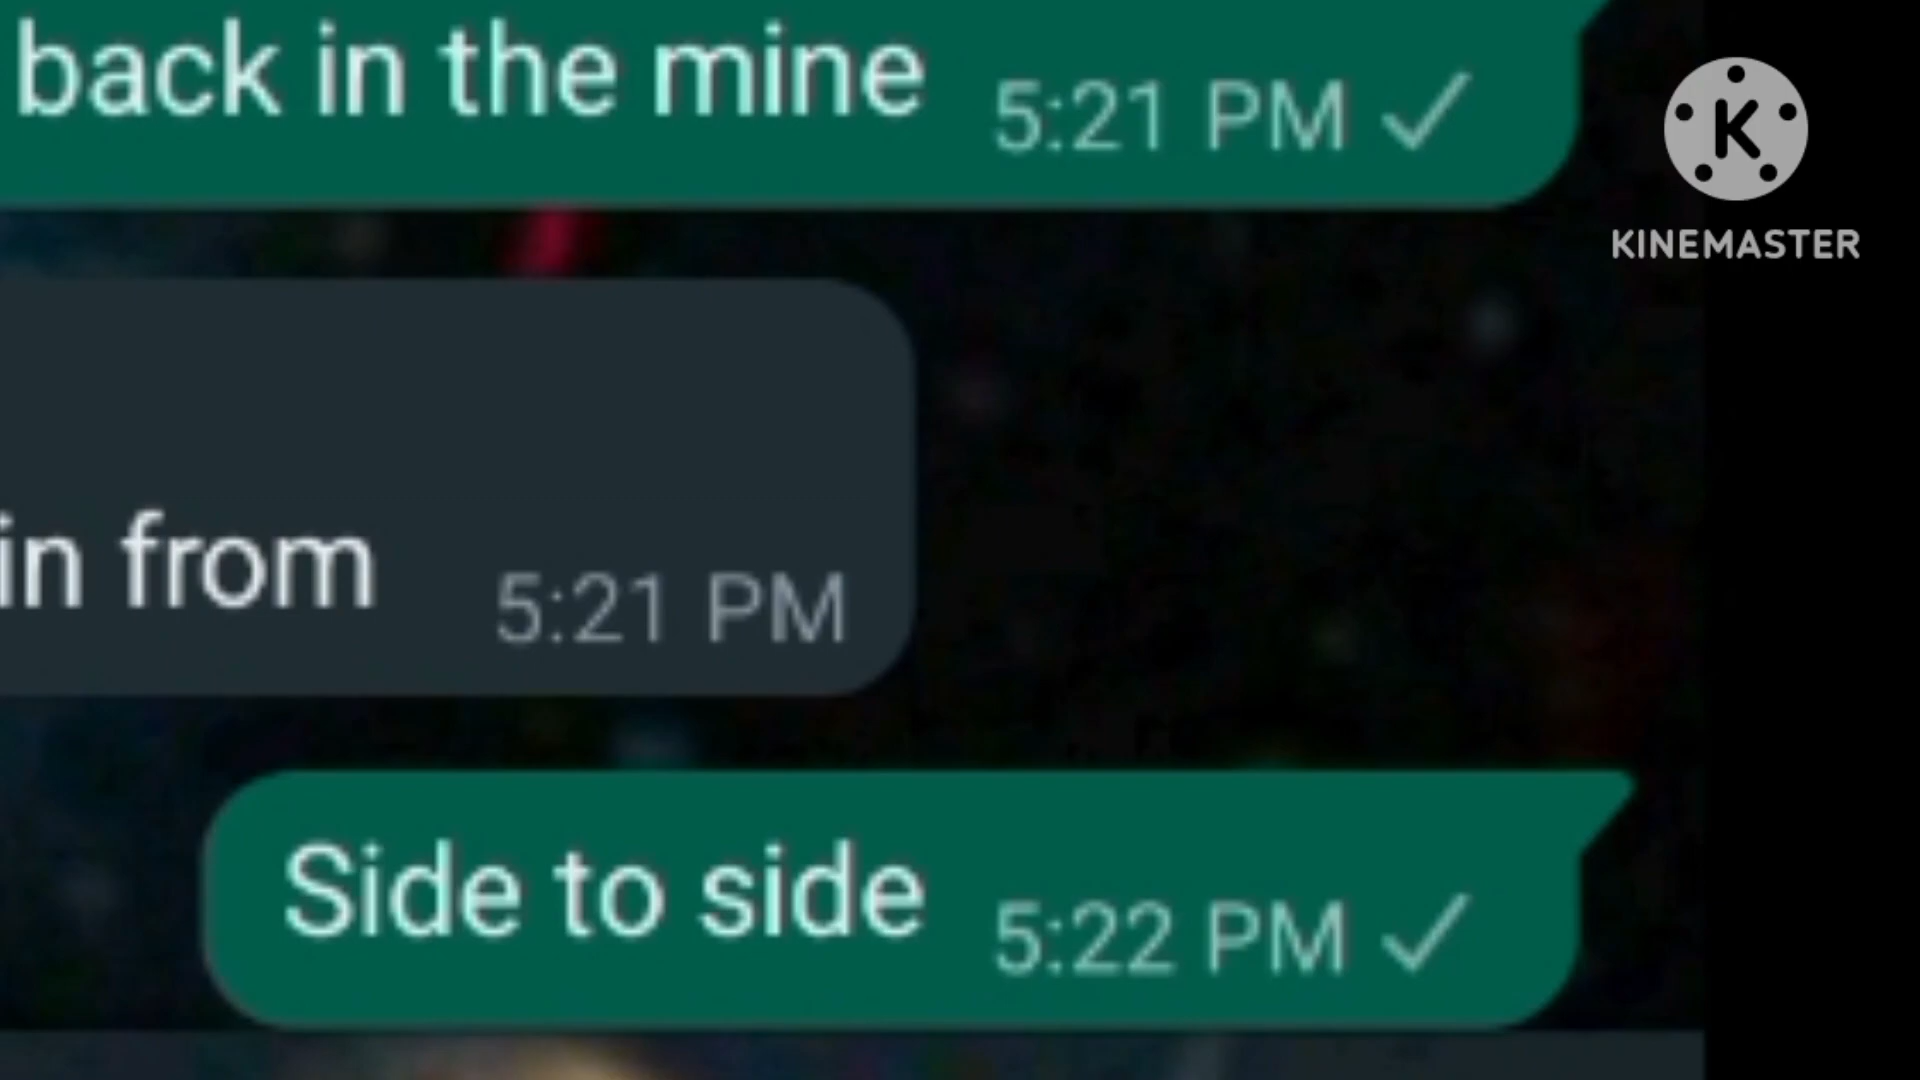 back in the mine
5:21 PM
K
KINEMASTER
in from
5:21 PM
Side to side
5:22 PM